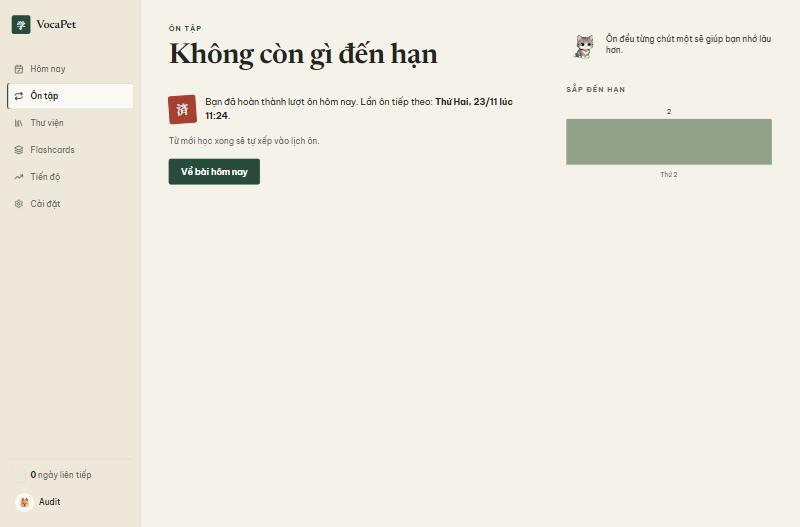 学 VocaPet
Hôm nay
Ôn tập
Thư viện
Flashcards
Tiến độ
Cài đặt
0 ngày liên tiếp
Audit
ÔN TẬP
Không còn gì đến hạn
済
Bạn đã hoàn thành lượt ôn hôm nay. Lần ôn tiếp theo: Thứ Hai, 23/11 lúc
11:24.
Từ mới học xong sẽ tự xếp vào lịch ôn.
Về bài hôm nay
Ôn đều từng chút một sẽ giúp bạn nhớ lâu
hơn.
SẮP ĐẾN HẠN
2
Thứ 2